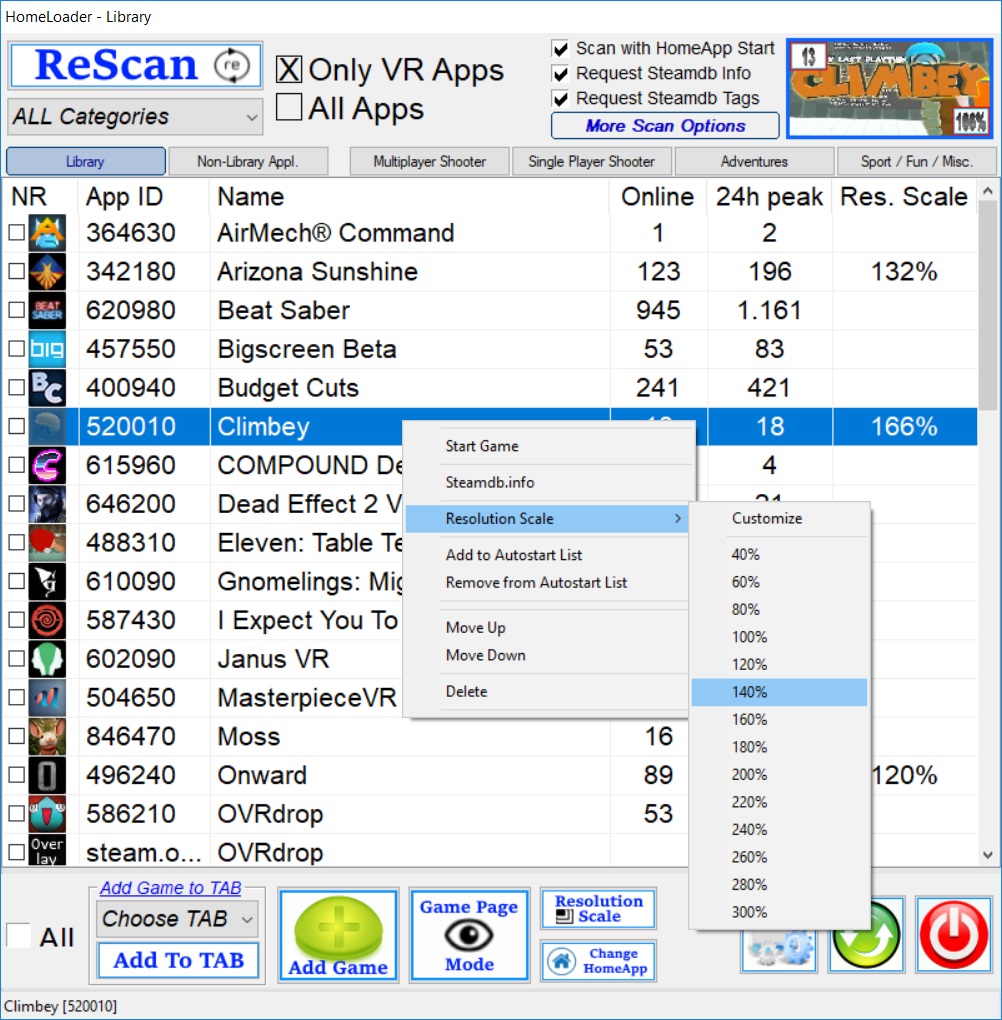 HomeLoader - Library
ReScan re
Only VR Apps
All Apps
Scan with HomeApp Start
Request Steamdb Info
Request Steamdb Tags
More Scan Options
13
CLIMBEY
100%
ALL Categories
Library Non-Library Appl. Multiplayer Shooter Single Player Shooter Adventures Sport / Fun / Misc.
NR App ID Name Online 24h peak Res. Scale
364630 AirMech® Command 1 2
342180 Arizona Sunshine 123 196 132%
BEAT SABER 620980 Beat Saber 945 1.161
big 457550 Bigscreen Beta 53 83
BC 400940 Budget Cuts 241 421
520010 Climbey 18 166%
615960 COMPOUND De 4
646200 Dead Effect 2 V
488310 Eleven: Table Te
610090 Gnomelings: Mig
587430 I Expect You To
602090 Janus VR
504650 MasterpieceVR
846470 Moss 16
496240 Onward 89 120%
586210 OVRdrop 53
Overlay steam.o... OVRdrop
Start Game
Steamdb.info
Resolution Scale
Add to Autostart List
Remove from Autostart List
Move Up
Move Down
Delete
Customize
40%
60%
80%
100%
120%
140%
160%
180%
200%
220%
240%
260%
280%
300%
All
Add Game to TAB
Choose TAB
Add To TAB
Add Game
Game Page
Mode
Resolution
Scale
Change
HomeApp
Climbey [520010]